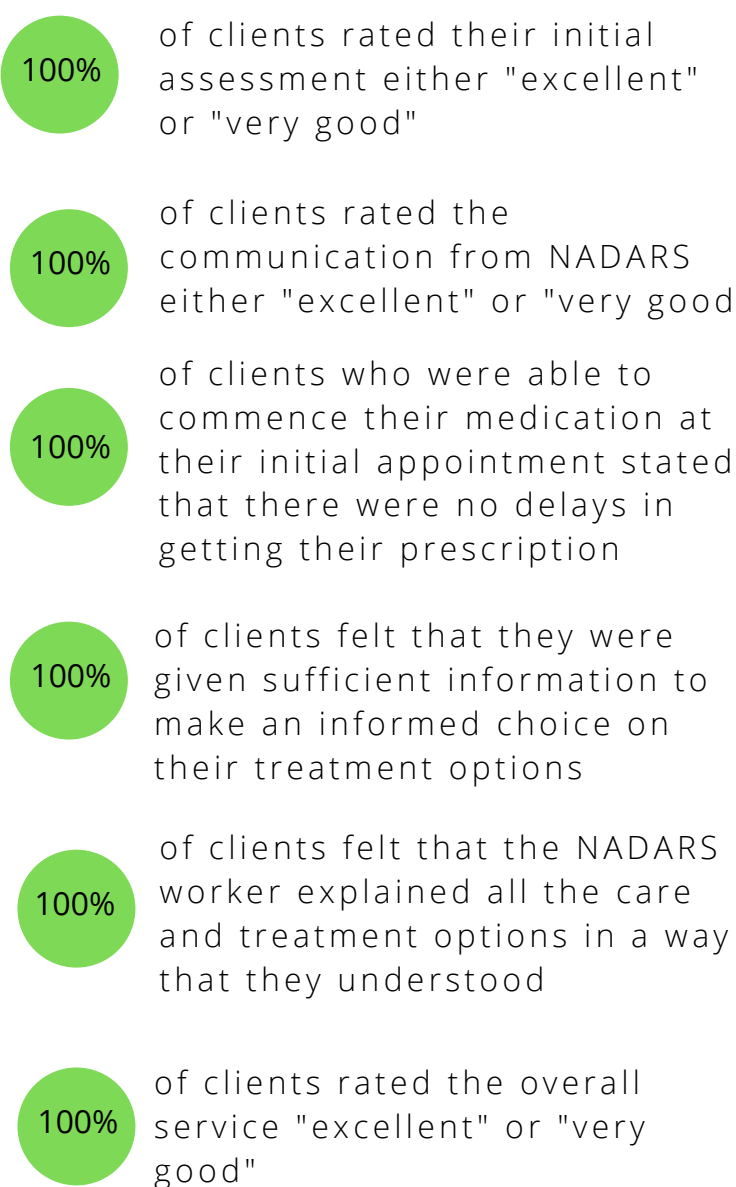 100%
of clients rated their initial
assessment either "excellent"
or "very good"
100%
of clients rated the
communication from NADARS
either "excellent" or "very good
100%
of clients who were able to
commence their medication at
their initial appointment stated
that there were no delays in
getting their prescription
100%
of clients felt that they were
given sufficient information to
make an informed choice on
their treatment options
100%
of clients felt that the NADARS
worker explained all the care
and treatment options in a way
that they understood
100%
of clients rated the overall
service "excellent" or "very
good"